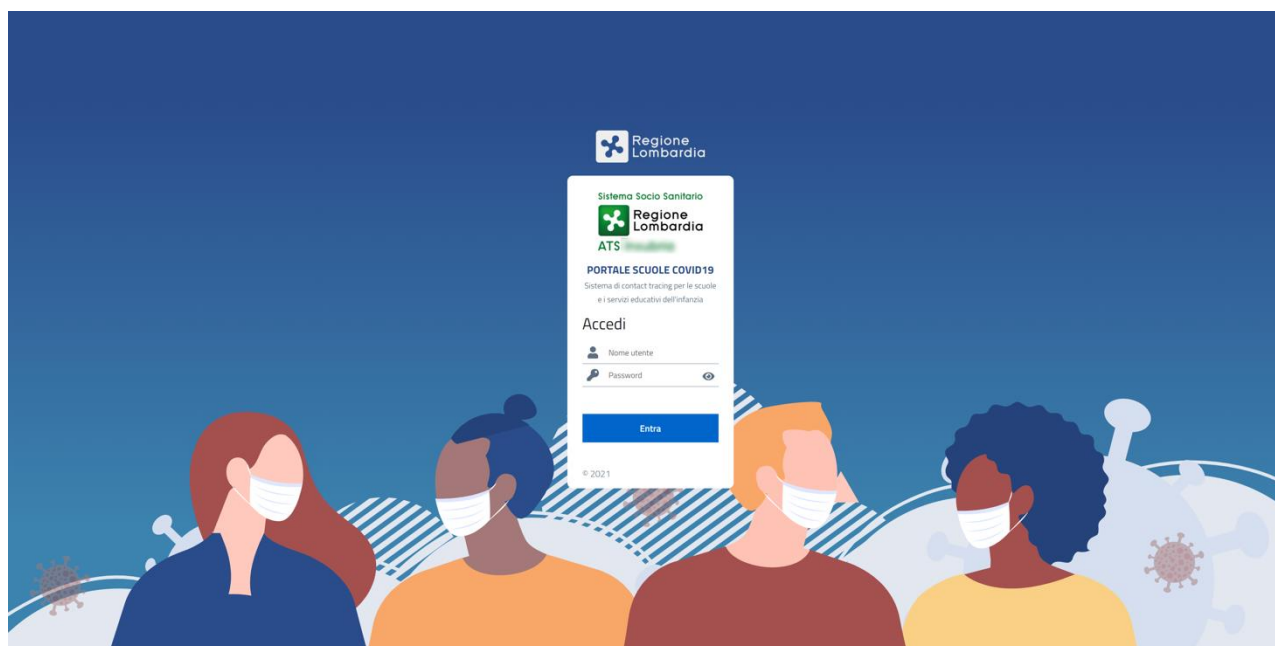 Regione
Lombardia
Sistema Socio Sanitario
Regione
Lombardia
ATS
PORTALE SCUOLE COVID19
Sistema di contact tracing per le scuole
e i servizi educativi dell'infanzia
Accedi
Nome utente
Password
Entra
© 2021